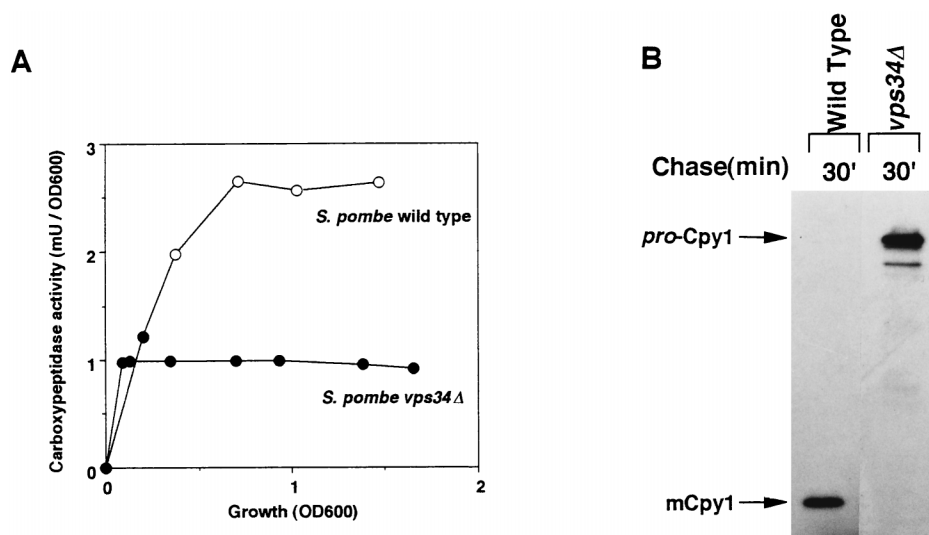 A
3
2
1
0
0
1
2
Carboxypeptidase activity (mU / OD600)
S. pombe wild type
S. pombe vps34Δ
Growth (OD600)
B
Wild Type
vps34Δ
Chase(min) 30' 30'
pro-Cpy1
mCpy1